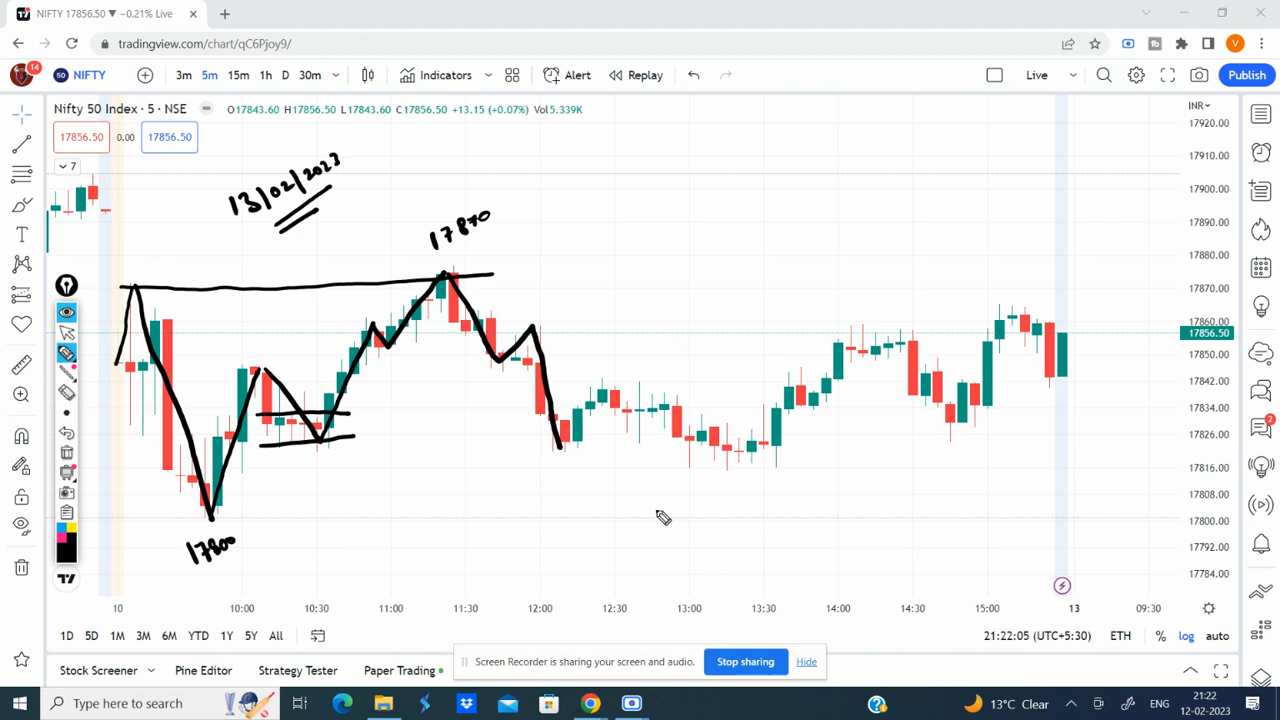 NIFTY 17856.50 ▼ −0.21% Live
tradingview.com/chart/qC6Pjoy9/
V
14
50 NIFTY
3m 5m 15m 1h D 30m
Indicators
Alert
Replay
Live
Publish
Nifty 50 Index · 5 · NSE
O17843.60 H17856.50 L17843.60 C17856.50 +13.15 (+0.07%) Vol5.339K
INR
17856.50 0.00 17856.50
7
13/02/2023
17870
17800
17920.00
17910.00
17900.00
17890.00
17880.00
17870.00
17860.00
17856.50
17850.00
17842.00
17834.00
17826.00
17816.00
17808.00
17800.00
17792.00
17784.00
2
10 10:00 10:30 11:00 11:30 12:00 12:30 13:00 13:30 14:00 14:30 15:00 13 09:30
1D 5D 1M 3M 6M YTD 1Y 5Y All
21:22:05 (UTC+5:30) ETH % log auto
Stock Screener Pine Editor Strategy Tester Paper Trading
Screen Recorder is sharing your screen and audio. Stop sharing Hide
Type here to search
13°C Clear
ENG
21:22
12-02-2023